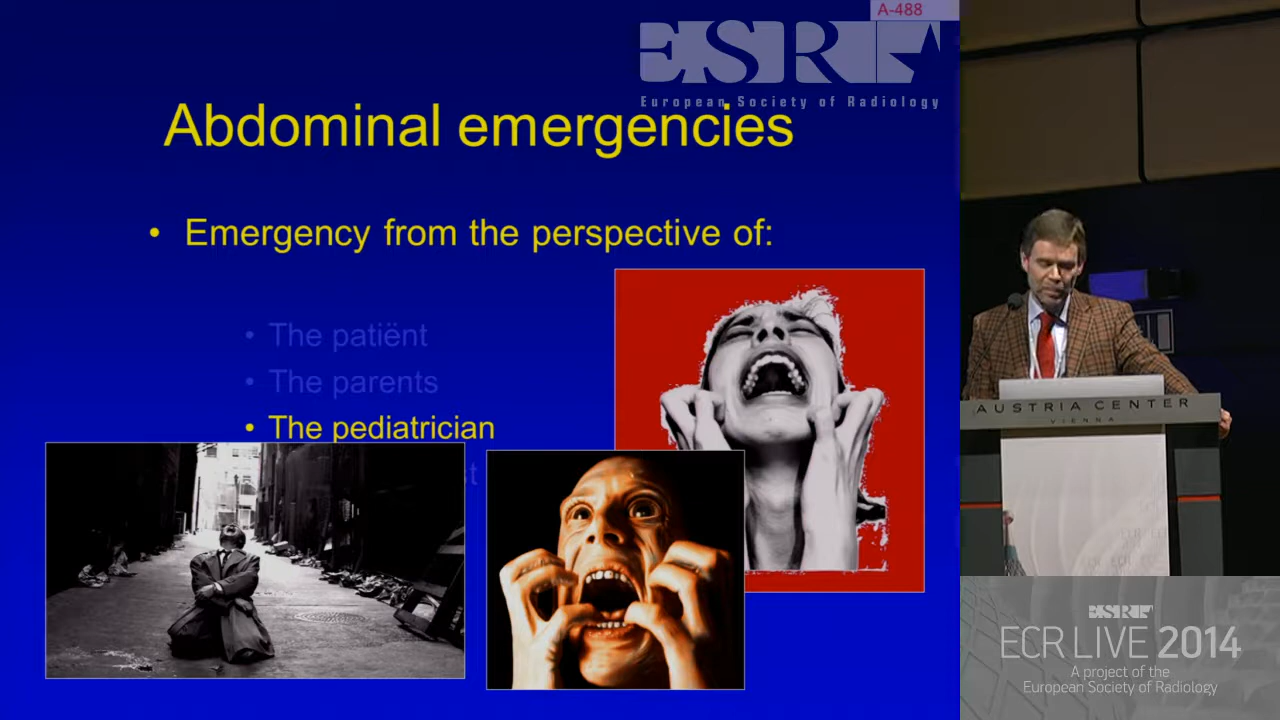 A-488
ESR
European Society of Radiology
Abdominal emergencies
• Emergency from the perspective of:
• The patiënt
• The parents
• The pediatrician
AUSTRIA CENTER
VIENNA
ESR
ECR LIVE 2014
A project of the
European Society of Radiology